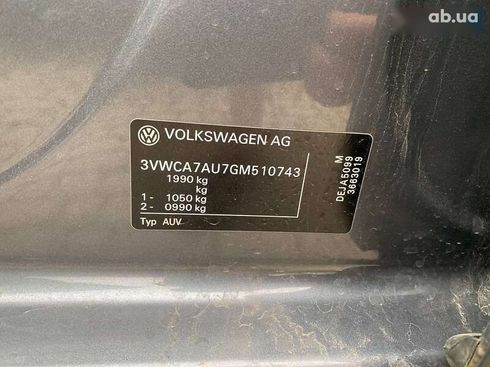 ab.ua
VOLKSWAGEN AG
3VWCA7AU7GM510743
1990 kg
kg
1 - 1050 kg
2 - 0990 kg
Typ AUV
M
DEJA5099
3663019